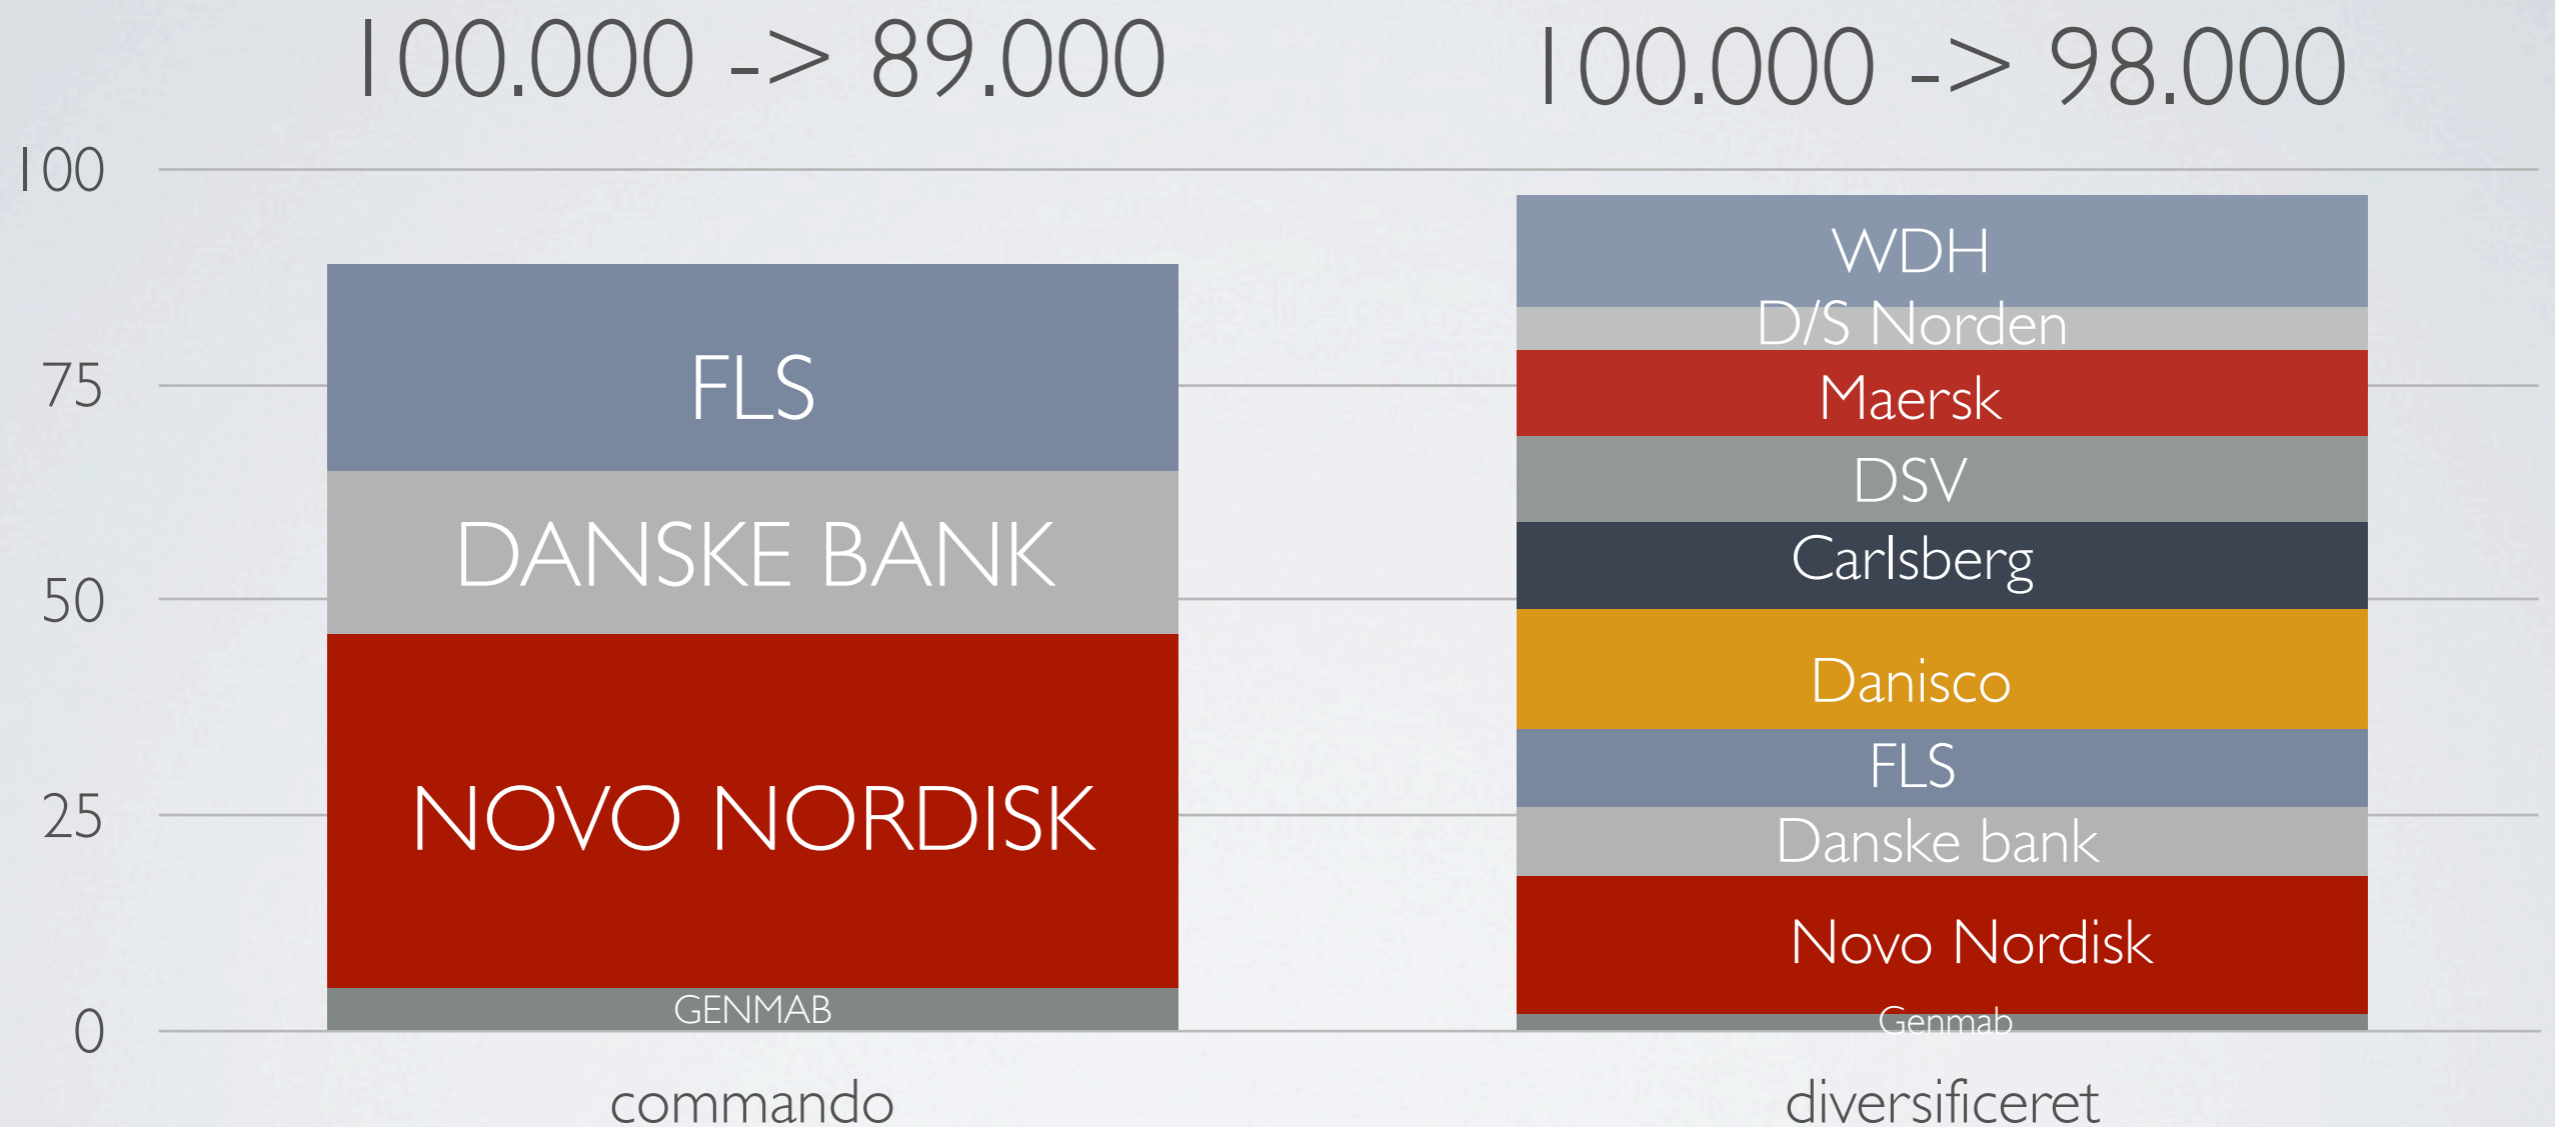 100.000 -> 89.000
100.000 -> 98.000
100
75
50
25
0
FLS
DANSKE BANK
NOVO NORDISK
GENMAB
WDH
D/S Norden
Maersk
DSV
Carlsberg
Danisco
FLS
Danske bank
Novo Nordisk
Genmab
commando
diversificeret